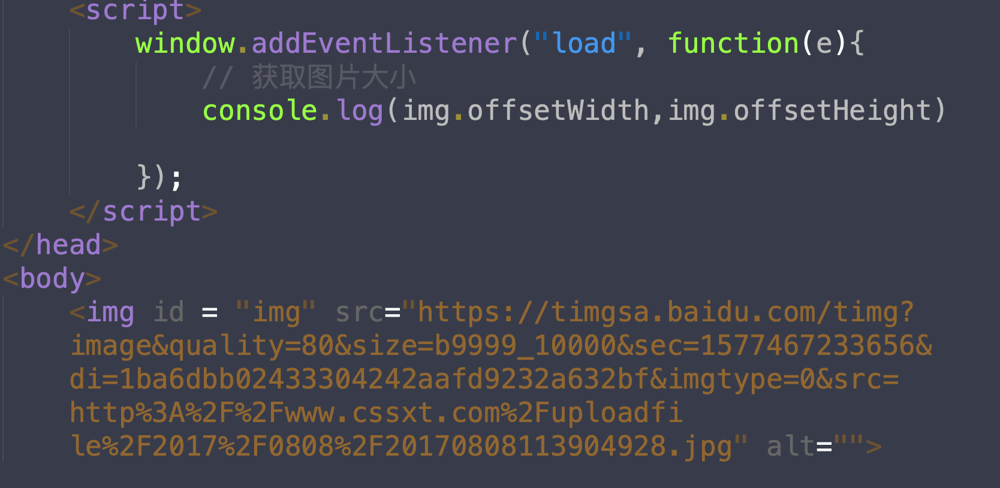 <script>
window.addEventListener("load", function(e){
// 获取图片大小
console.log(img.offsetWidth,img.offsetHeight)
});
</script>
</head>
<body>
<img id = "img" src="https://timgsa.baidu.com/timg?
image&quality=80&size=b9999_10000&sec=1577467233656&
di=1ba6dbb02433304242aafd9232a632bf&imgtype=0&src=
http%3A%2F%2Fwww.cssxt.com%2Fuploadfi
le%2F2017%2F0808%2F20170808113904928.jpg" alt="">